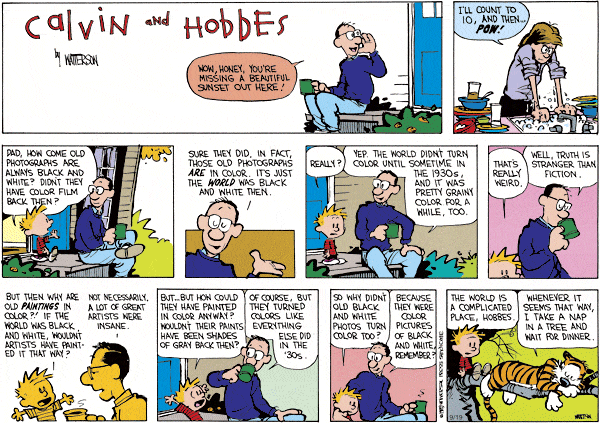 Calvin and Hobbes
by WATTERSON
WOW, HONEY, YOU'RE
MISSING A BEAUTIFUL
SUNSET OUT HERE!
I'LL COUNT TO
10, AND THEN...
POW!
DAD, HOW COME OLD
PHOTOGRAPHS ARE
ALWAYS BLACK AND
WHITE? DIDN'T THEY
HAVE COLOR FILM
BACK THEN?
SURE THEY DID, IN FACT,
THOSE OLD PHOTOGRAPHS
ARE IN COLOR. IT'S JUST
THE WORLD WAS BLACK
AND WHITE THEN.
REALLY?
YEP. THE WORLD DIDN'T TURN
COLOR UNTIL SOMETIME IN
THE 1930s,
AND IT WAS
PRETTY GRAINY
COLOR FOR A
WHILE, TOO.
THAT'S
REALLY
WEIRD.
WELL, TRUTH IS
STRANGER THAN
FICTION.
BUT THEN WHY ARE
OLD PAINTINGS IN
COLOR?! IF THE
WORLD WAS BLACK
AND WHITE, WOULDN'T
ARTISTS HAVE PAINT-
ED IT THAT WAY?
NOT NECESSARILY,
A LOT OF GREAT
ARTISTS WERE
INSANE.
BUT...BUT HOW COULD
THEY HAVE PAINTED
IN COLOR ANYWAY?
WOULDN'T THEIR PAINTS
HAVE BEEN SHADES
OF GRAY BACK THEN?
OF COURSE, BUT
THEY TURNED
COLORS LIKE
EVERYTHING
ELSE DID
IN THE
'30s.
SO WHY DIDN'T
OLD BLACK
AND WHITE
PHOTOS TURN
COLOR TOO?
BECAUSE
THEY WERE
COLOR
PICTURES
OF BLACK
AND WHITE,
REMEMBER?
THE WORLD IS
A COMPLICATED
PLACE, HOBBES.
WHENEVER IT
SEEMS THAT WAY,
I TAKE A NAP
IN A TREE AND
WAIT FOR DINNER.
9/19
WATTERSON